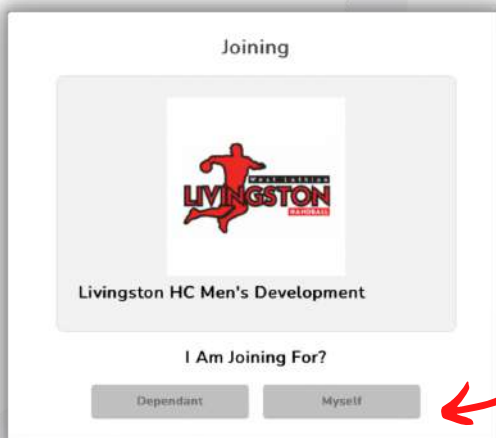 Joining
West Lothian
LIVINGSTON
HANDBALL
Livingston HC Men's Development
I Am Joining For?
Dependant Myself